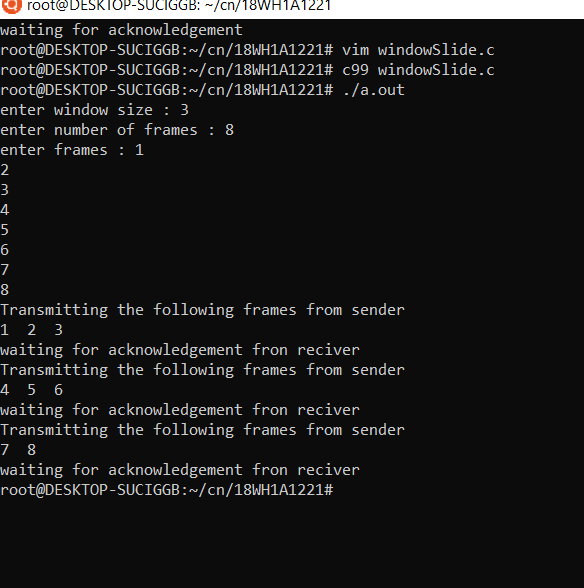 root@DESKTOP-SUCIGGB: ~/cn/18WH1A1221
waiting for acknowledgement
root@DESKTOP-SUCIGGB:~/cn/18WH1A1221# vim windowSlide.c
root@DESKTOP-SUCIGGB:~/cn/18WH1A1221# c99 windowSlide.c
root@DESKTOP-SUCIGGB:~/cn/18WH1A1221# ./a.out
enter window size : 3
enter number of frames : 8
enter frames : 1
2
3
4
5
6
7
8
Transmitting the following frames from sender
1  2  3
waiting for acknowledgement fron reciver
Transmitting the following frames from sender
4  5  6
waiting for acknowledgement fron reciver
Transmitting the following frames from sender
7  8
waiting for acknowledgement fron reciver
root@DESKTOP-SUCIGGB:~/cn/18WH1A1221#